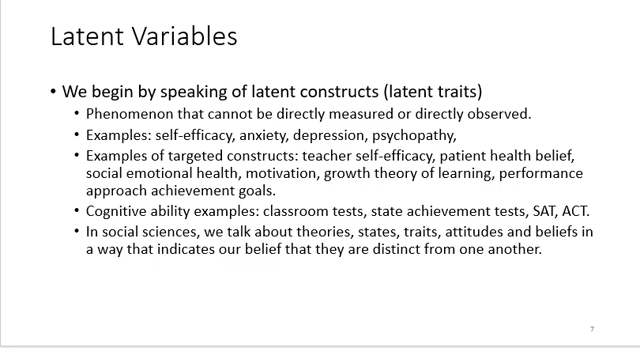 Latent Variables
• We begin by speaking of latent constructs (latent traits)
• Phenomenon that cannot be directly measured or directly observed.
• Examples: self-efficacy, anxiety, depression, psychopathy,
• Examples of targeted constructs: teacher self-efficacy, patient health belief,
social emotional health, motivation, growth theory of learning, performance
approach achievement goals.
• Cognitive ability examples: classroom tests, state achievement tests, SAT, ACT.
• In social sciences, we talk about theories, states, traits, attitudes and beliefs in
a way that indicates our belief that they are distinct from one another.
7